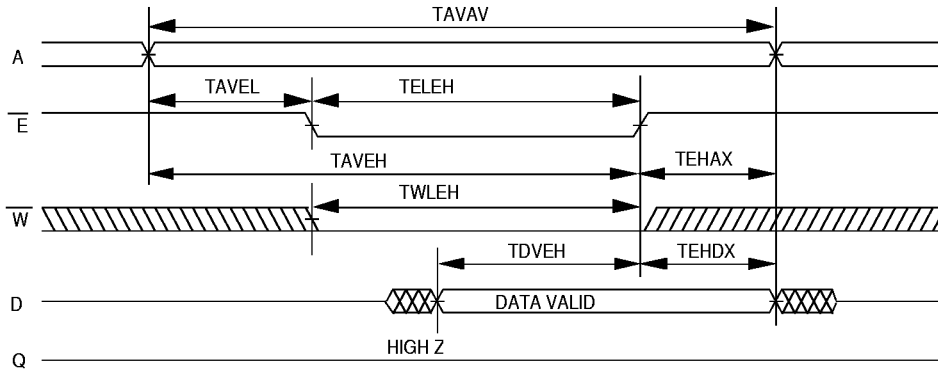 TAVAV
A
TAVEL TELEH
E
TAVEH TEHAX
TWLEH
W
TDVEH TEHDX
D DATA VALID
HIGH Z
Q